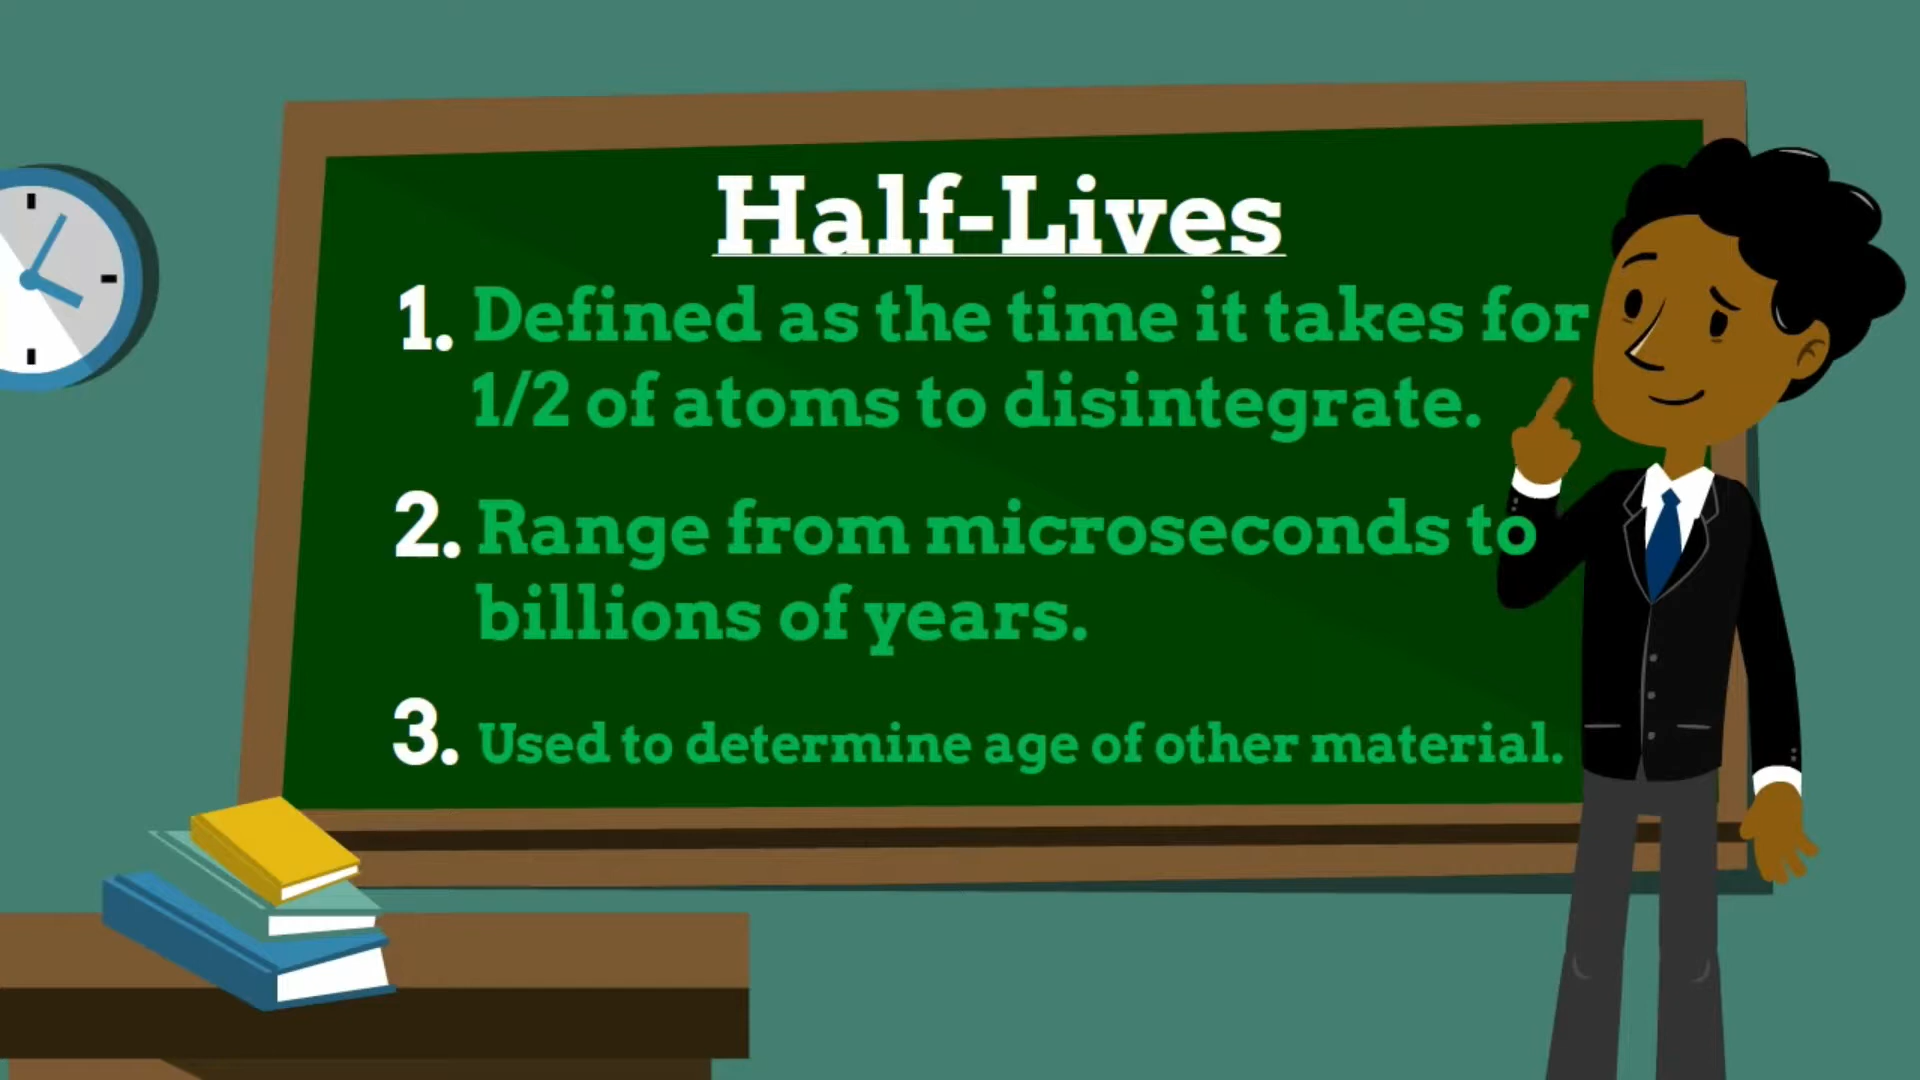 Half-Lives
1. Defined as the time it takes for
1/2 of atoms to disintegrate.
2. Range from microseconds to
billions of years.
3. Used to determine age of other material.